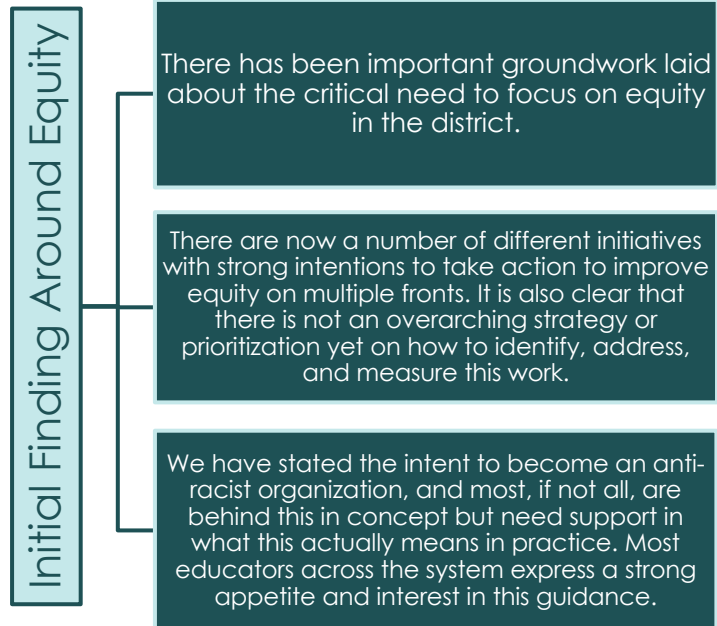 Initial Finding Around Equity
There has been important groundwork laid
about the critical need to focus on equity
in the district.
There are now a number of different initiatives
with strong intentions to take action to improve
equity on multiple fronts. It is also clear that
there is not an overarching strategy or
prioritization yet on how to identify, address,
and measure this work.
We have stated the intent to become an anti-
racist organization, and most, if not all, are
behind this in concept but need support in
what this actually means in practice. Most
educators across the system express a strong
appetite and interest in this guidance.